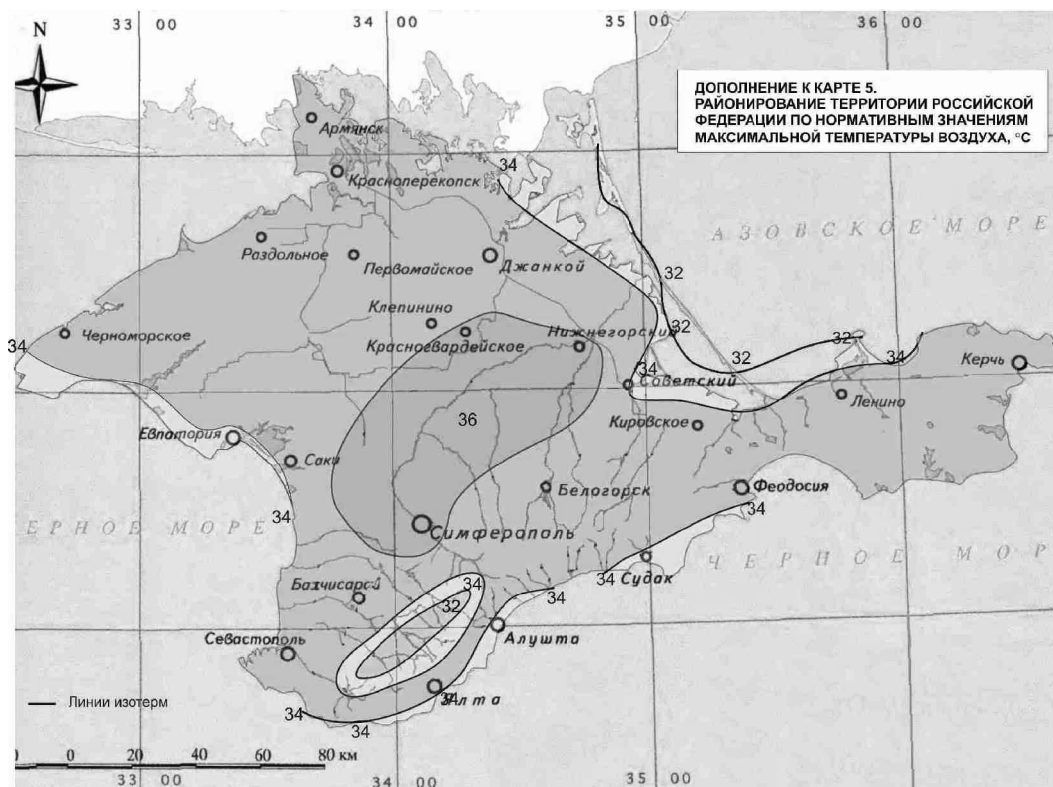 33 00
34 00
35 00
36 00
N
ДОПОЛНЕНИЕ К КАРТЕ 5.
РАЙОНИРОВАНИЕ ТЕРРИТОРИИ РОССИЙСКОЙ
ФЕДЕРАЦИИ ПО НОРМАТИВНЫМ ЗНАЧЕНИЯМ
МАКСИМАЛЬНОЙ ТЕМПЕРАТУРЫ ВОЗДУХА, °С
Армянск
34
Красноперекопск
АЗОВСКОЕ МОРЕ
Раздольное
Первомайское
Джанкой
32
Клепинино
32
Черноморское
Красногвардейское
Нижнегорский
32
32
34
34
34
Керчь
Советский
Ленино
36
Кировское
Евпатория
Саки
Белогорск
Феодосия
34
34
ЕРНОЕ МОРЕ
Симферополь
ЧЕРНОЕ МОР
Судак
34
34
34
Бахчисарой
32
Севастополь
Алушта
34
Ялта
Линии изотерм
34
34
0 20 40 60 80 КМ
33 00
34 00
35 00